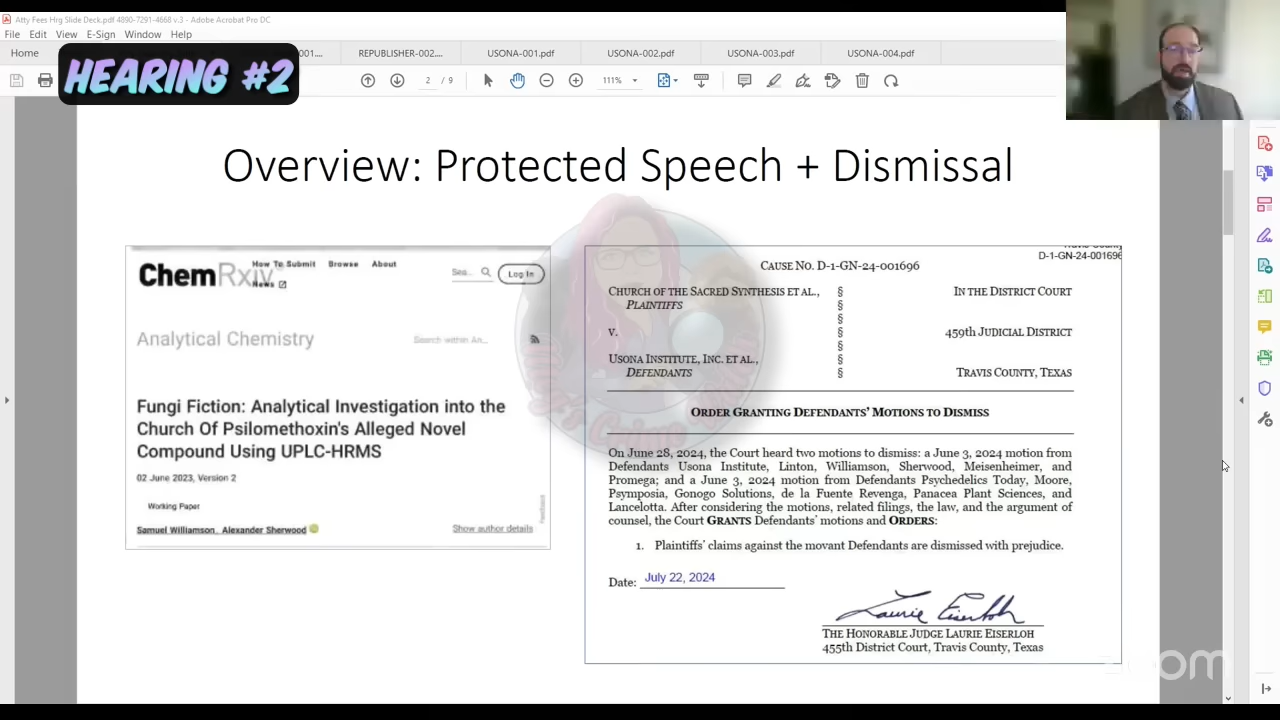 Atty Fees Hrg Slide Deck.pdf 4890-7291-4668 v.3 - Adobe Acrobat Pro DC
File Edit View E-Sign Window Help
Home 001.... REPUBLISHER-002.... USONA-001.pdf USONA-002.pdf USONA-003.pdf USONA-004.pdf
HEARING #2
2 / 9 111%
Overview: Protected Speech + Dismissal
ChemRxiv How To Submit Browse About
News
Sea... Log In
Analytical Chemistry Search within An...
Fungi Fiction: Analytical Investigation into the
Church Of Psilomethoxin's Alleged Novel
Compound Using UPLC-HRMS
02 June 2023, Version 2
Working Paper
Feedback
Samuel Williamson, Alexander Sherwood Show author details
D-1-GN-24-001696
CAUSE NO. D-1-GN-24-001696
CHURCH OF THE SACRED SYNTHESIS ET AL., § IN THE DISTRICT COURT
PLAINTIFFS §
§
v. § 459th JUDICIAL DISTRICT
§
USONA INSTITUTE, INC. ET AL., §
DEFENDANTS § TRAVIS COUNTY, TEXAS
ORDER GRANTING DEFENDANTS' MOTIONS TO DISMISS
On June 28, 2024, the Court heard two motions to dismiss: a June 3, 2024 motion from
Defendants Usona Institute, Linton, Williamson, Sherwood, Meisenheimer, and
Promega; and a June 3, 2024 motion from Defendants Psychedelics Today, Moore,
Psymposia, Gonogo Solutions, de la Fuente Revenga, Panacea Plant Sciences, and
Lancelotta. After considering the motions, related filings, the law, and the argument of
counsel, the Court GRANTS Defendants' motions and ORDERS:
1. Plaintiffs' claims against the movant Defendants are dismissed with prejudice.
Date: July 22, 2024
Laurie Eiserloh
THE HONORABLE JUDGE LAURIE EISERLOH
455th District Court, Travis County, Texas
zoom